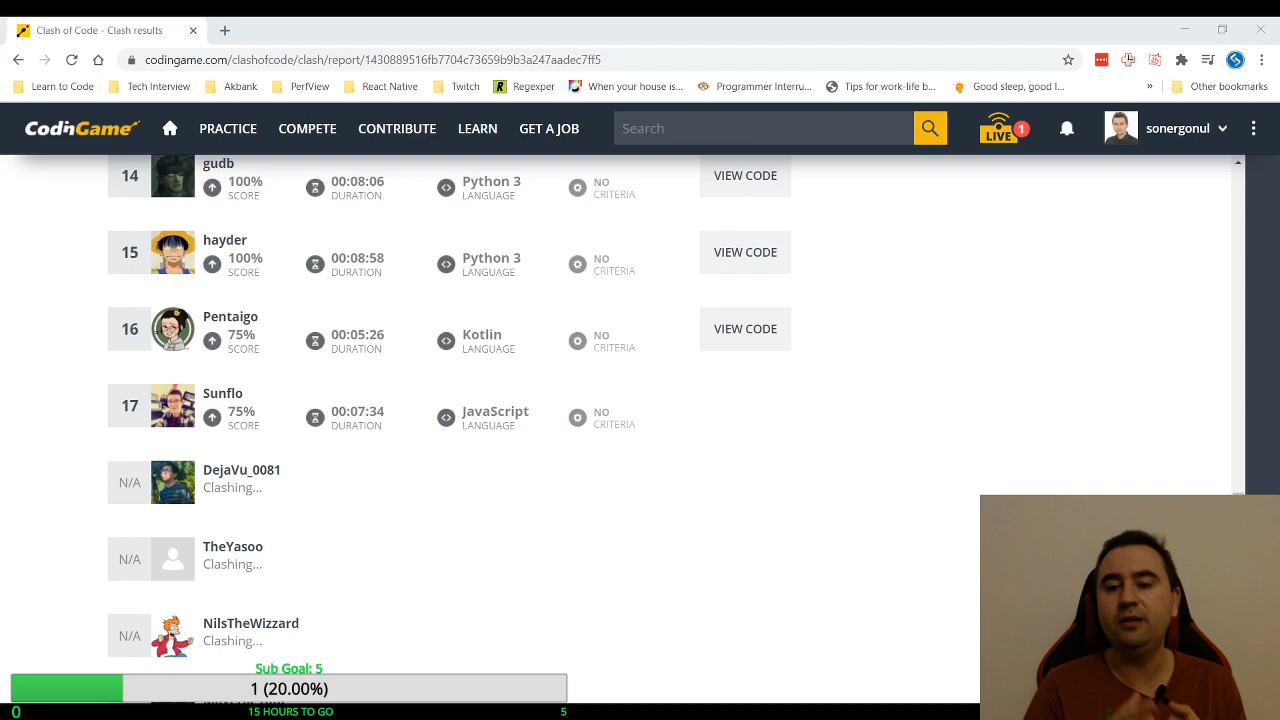 Clash of Code - Clash results
codingame.com/clashofcode/clash/report/1430809516fb7704c73659b9b3a247aadec7ff5
Learn to Code Tech Interview Akbank PerfView React Native Twitch Regexper When your house is... Programmer Interru... Tips for work-life b... Good sleep, good l... » Other bookmarks
CodinGame PRACTICE COMPETE CONTRIBUTE LEARN GET A JOB Search LIVE 1 sonergonul
gudb
14 100% 00:08:06 Python 3 NO VIEW CODE
SCORE DURATION LANGUAGE CRITERIA
hayder
15 100% 00:08:58 Python 3 NO VIEW CODE
SCORE DURATION LANGUAGE CRITERIA
Pentaigo
16 75% 00:05:26 Kotlin NO VIEW CODE
SCORE DURATION LANGUAGE CRITERIA
Sunflo
17 75% 00:07:34 JavaScript NO
SCORE DURATION LANGUAGE CRITERIA
DejaVu_0081
N/A Clashing...
TheYasoo
N/A Clashing...
NilsTheWizzard
N/A Clashing...
Sub Goal: 5
1 (20.00%)
0 15 HOURS TO GO 5